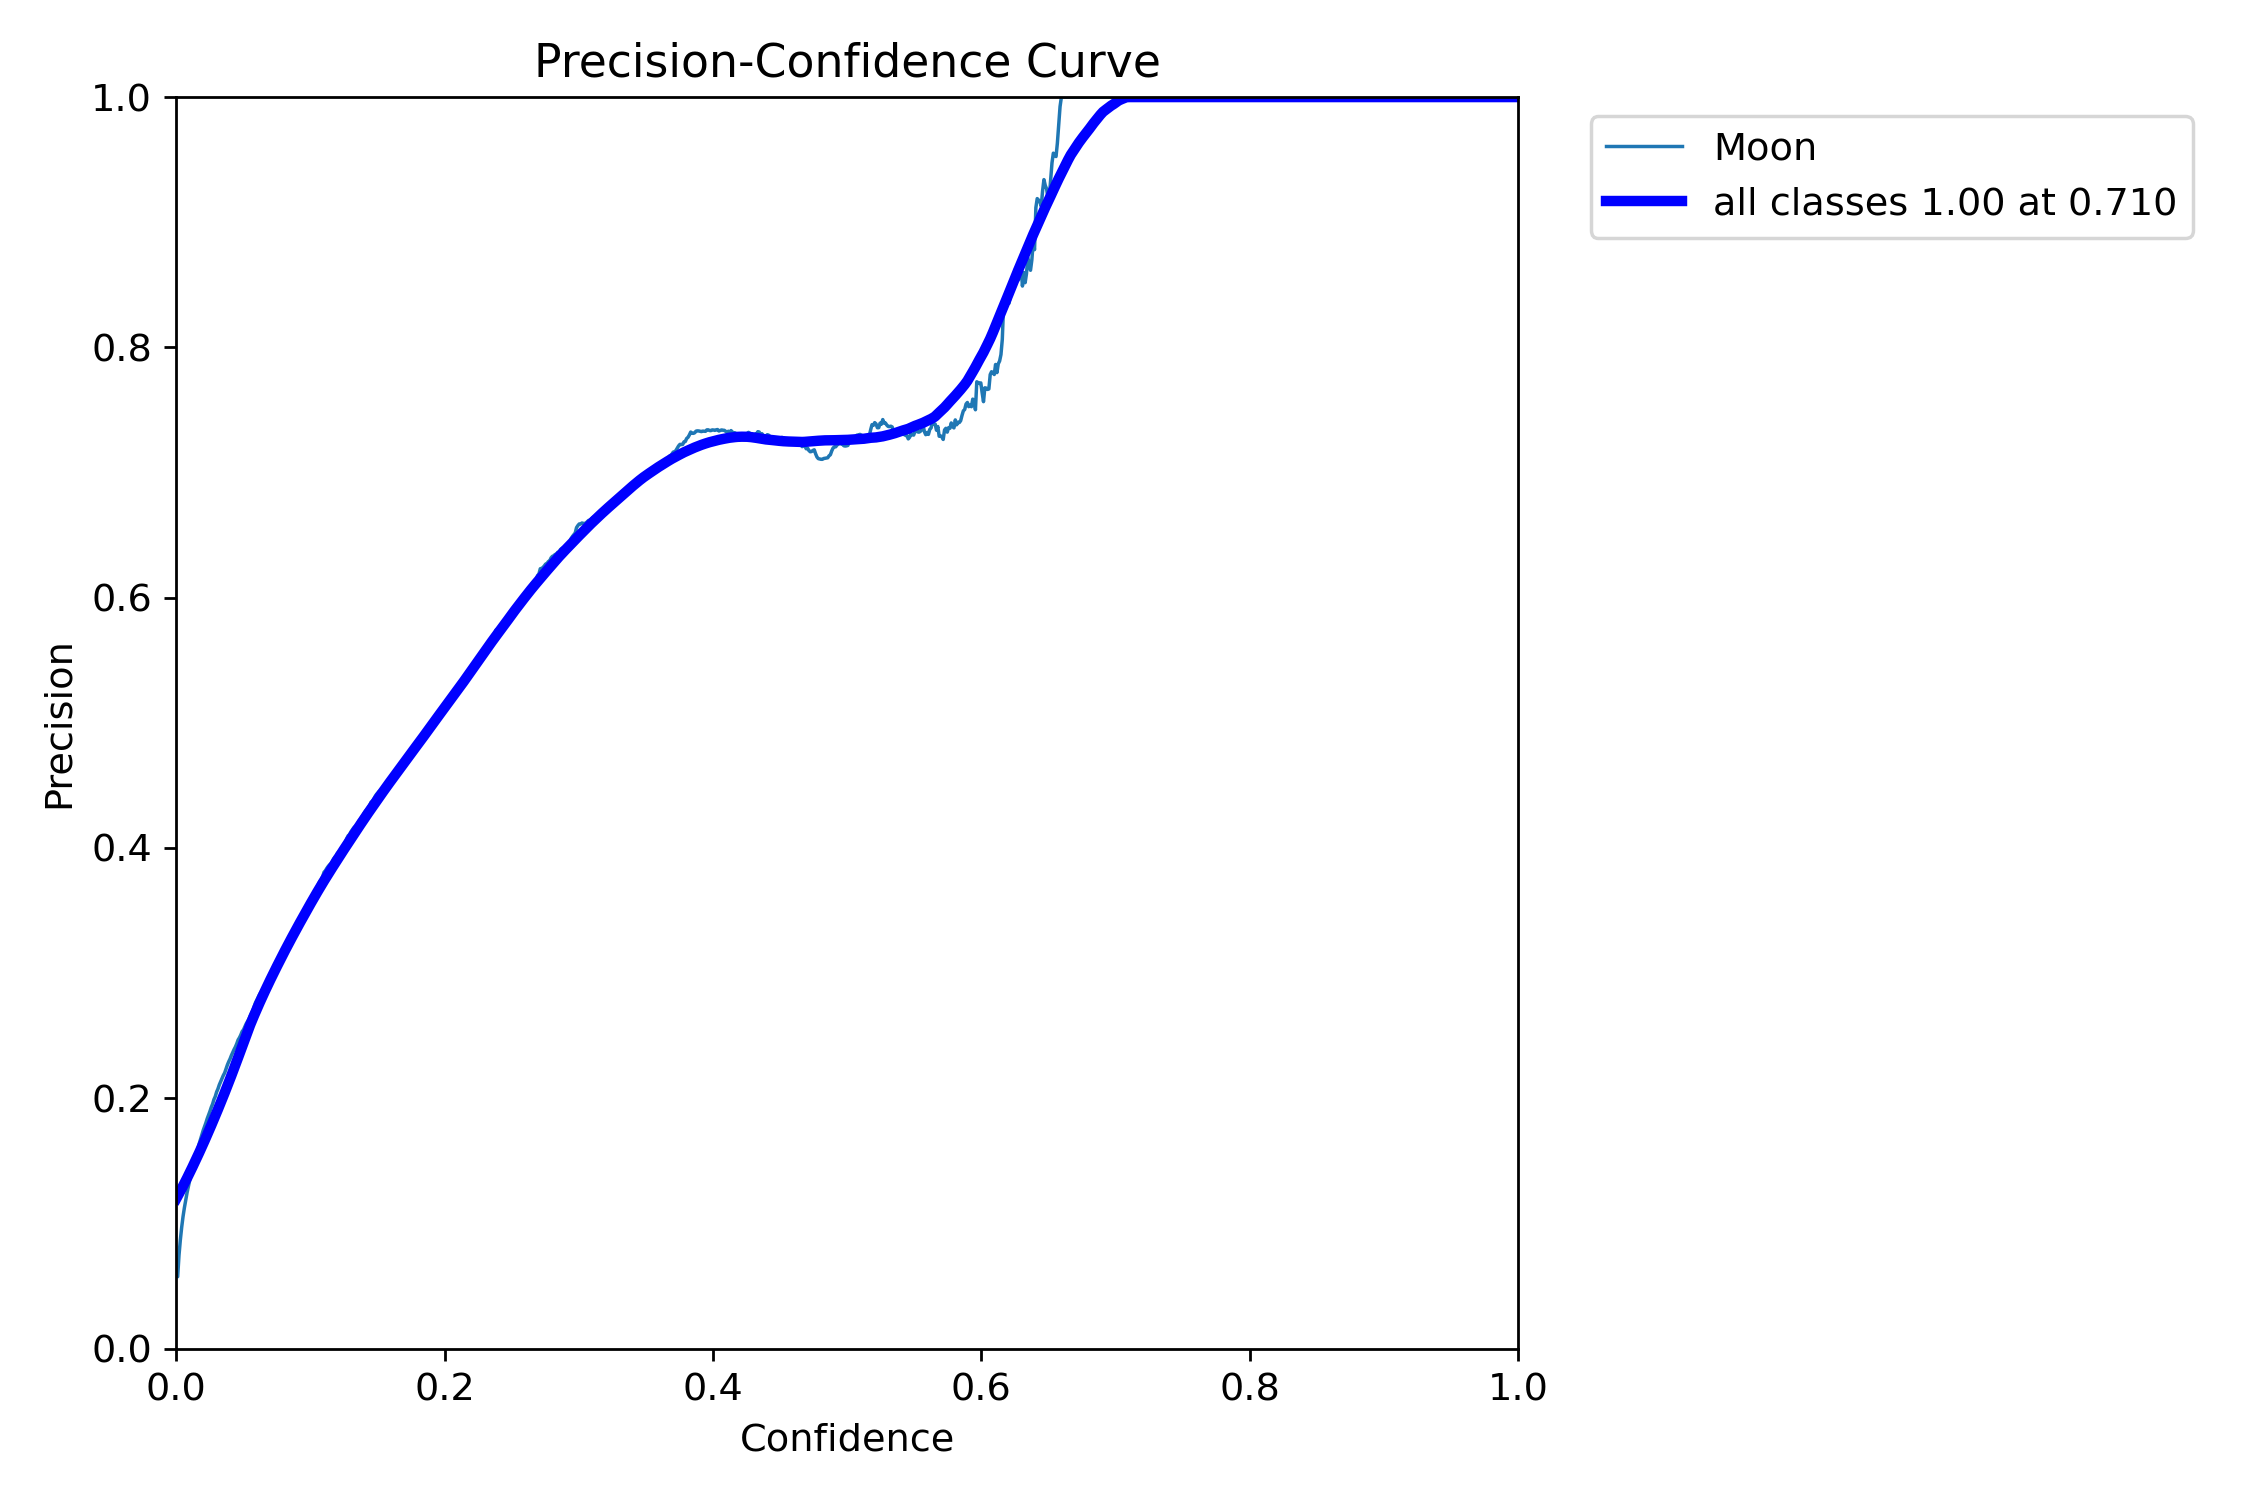 Precision-Confidence Curve
Moon
all classes 1.00 at 0.710
1.0
0.8
0.6
0.4
0.2
0.0
Precision
0.0 0.2 0.4 0.6 0.8 1.0
Confidence